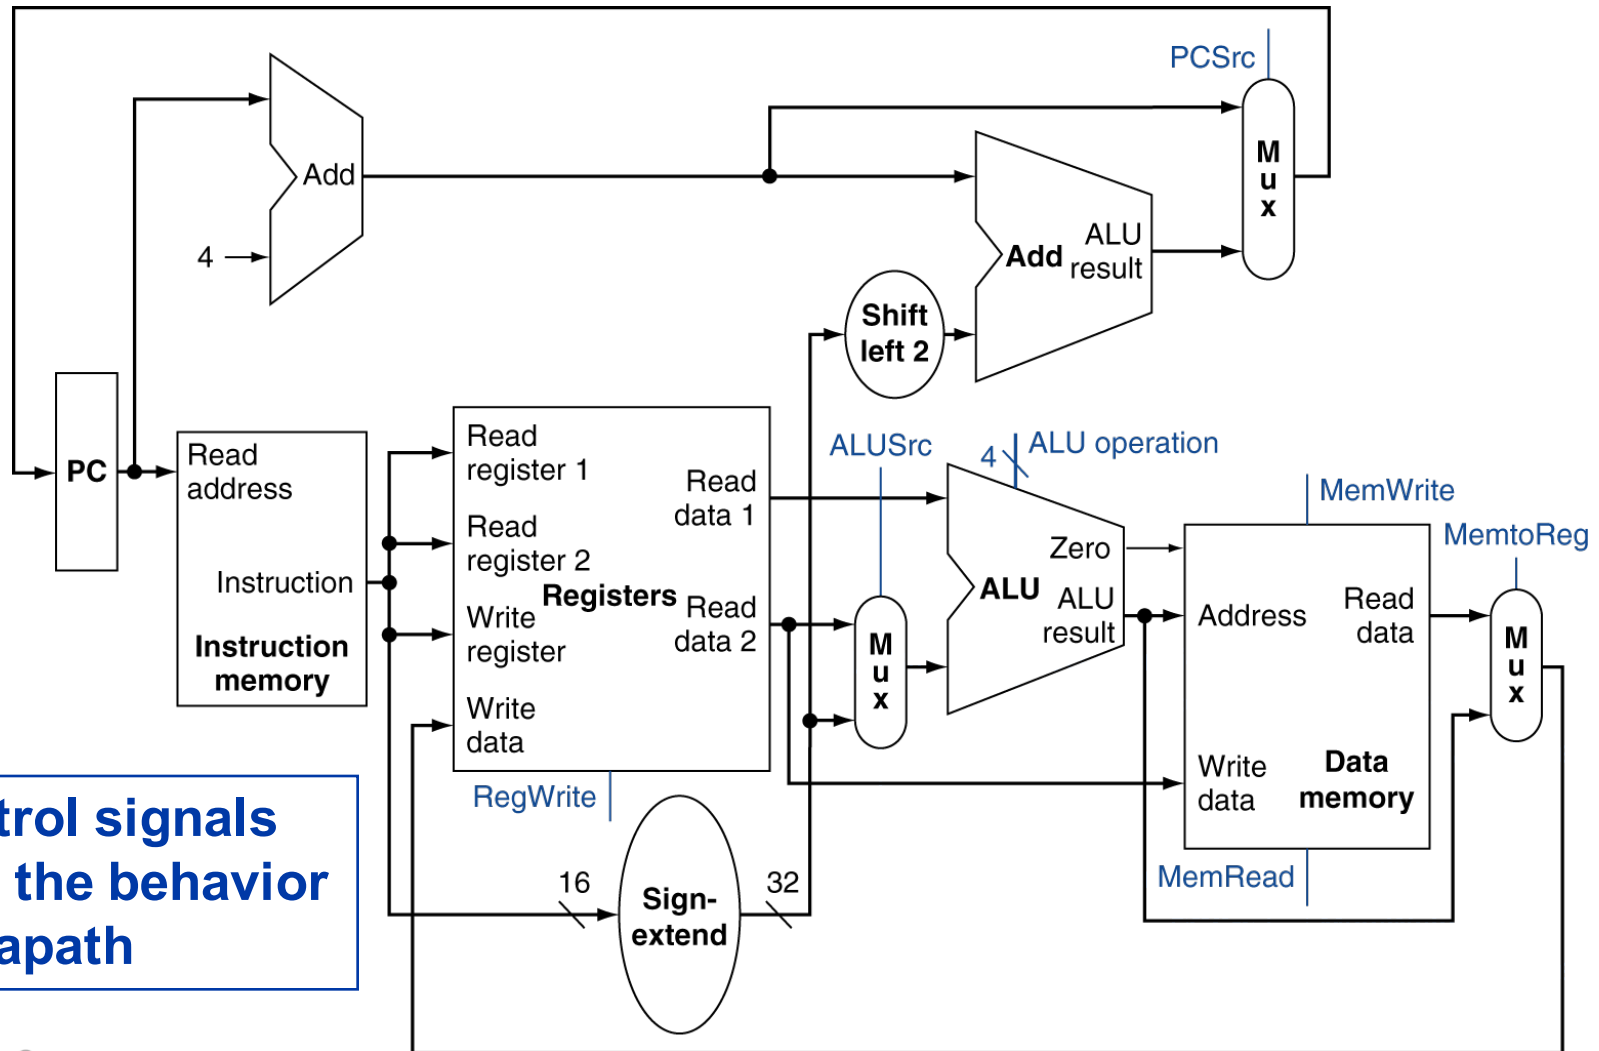 PCSrc
M
u
x
Add
4
Add
ALU
result
Shift
left 2
PC
Read
address
Instruction
Instruction
memory
Read
register 1
Read
register 2
Write
register
Write
data
Registers
Read
data 1
Read
data 2
RegWrite
ALUSrc
M
u
x
4
ALU operation
Zero
ALU
ALU
result
MemWrite
Address
Read
data
Write
data
Data
memory
MemRead
MemtoReg
M
u
x
16
Sign-
extend
32
trol signals
the behavior
apath